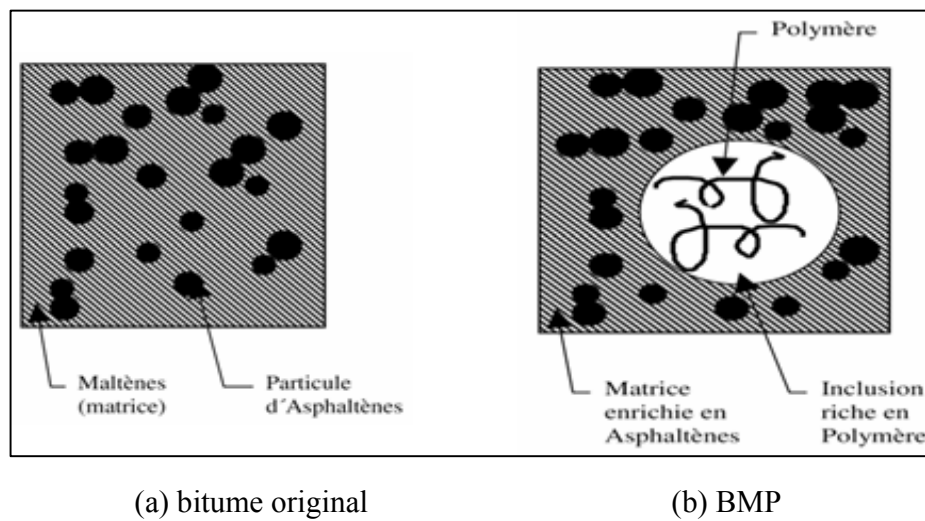 Polymère
Maltènes
(matrice)
Particule
d´Asphaltènes
Matrice
enrichie en
Asphaltènes
Inclusion
riche en
Polymère
(a) bitume original
(b) BMP